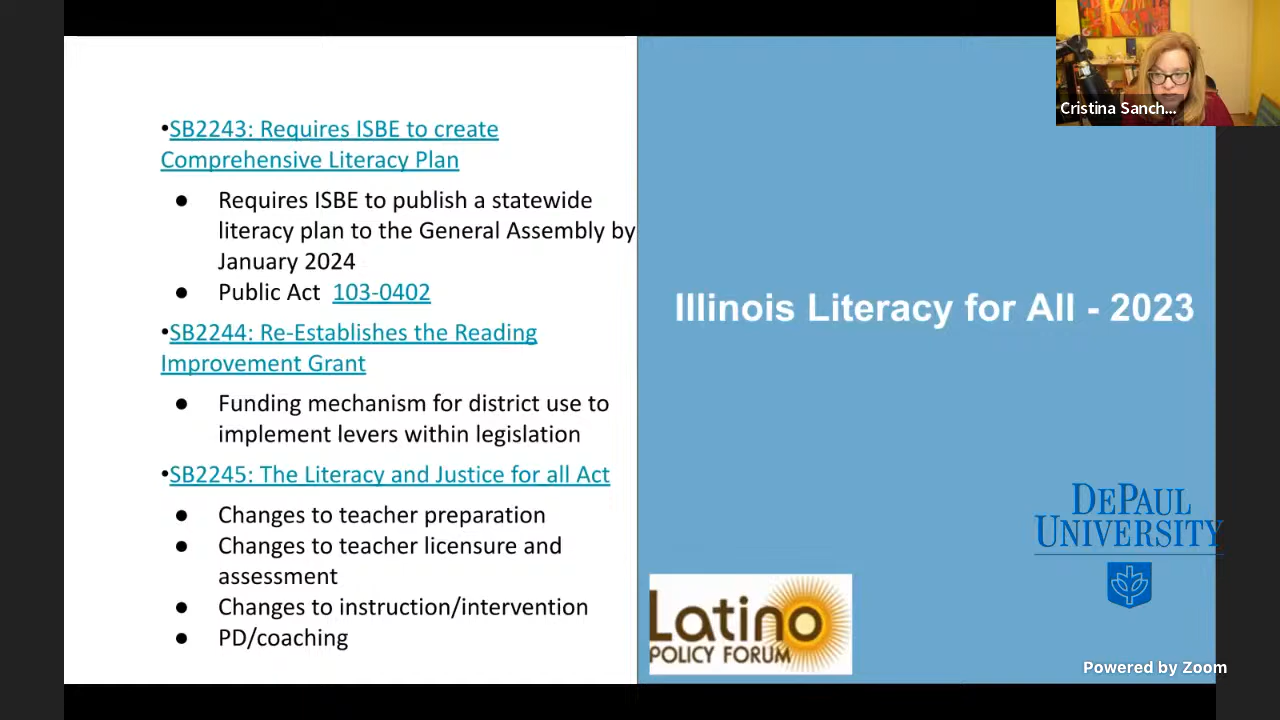 •SB2243: Requires ISBE to create
Comprehensive Literacy Plan
● Requires ISBE to publish a statewide
literacy plan to the General Assembly by
January 2024
● Public Act 103-0402
•SB2244: Re-Establishes the Reading
Improvement Grant
● Funding mechanism for district use to
implement levers within legislation
•SB2245: The Literacy and Justice for all Act
● Changes to teacher preparation
● Changes to teacher licensure and
assessment
● Changes to instruction/intervention
● PD/coaching
Illinois Literacy for All - 2023
Latino
POLICY FORUM
DEPAUL
UNIVERSITY
Powered by Zoom
Cristina Sanch...